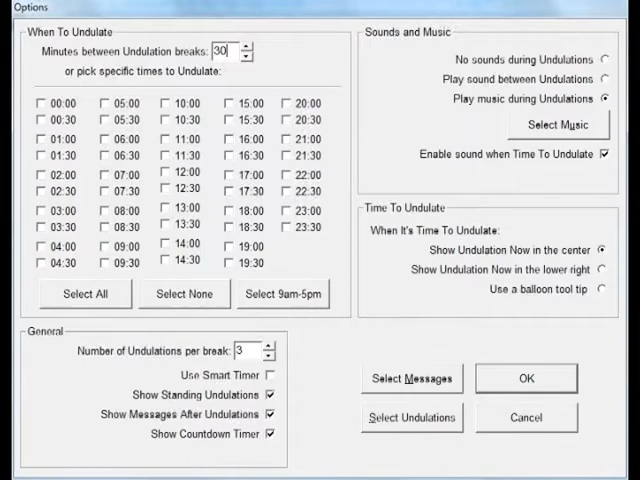 Options
When To Undulate
Minutes between Undulation breaks: 30
or pick specific times to Undulate:
00:00 05:00 10:00 15:00 20:00
00:30 05:30 10:30 15:30 20:30
01:00 06:00 11:00 16:00 21:00
01:30 06:30 11:30 16:30 21:30
02:00 07:00 12:00 17:00 22:00
02:30 07:30 12:30 17:30 22:30
03:00 08:00 13:00 18:00 23:00
03:30 08:30 13:30 18:30 23:30
04:00 09:00 14:00 19:00
04:30 09:30 14:30 19:30
Select All Select None Select 9am-5pm
General
Number of Undulations per break: 3
Use Smart Timer
Show Standing Undulations
Show Messages After Undulations
Show Countdown Timer
Sounds and Music
No sounds during Undulations
Play sound between Undulations
Play music during Undulations
Select Music
Enable sound when Time To Undulate
Time To Undulate
When It's Time To Undulate:
Show Undulation Now in the center
Show Undulation Now in the lower right
Use a balloon tool tip
Select Messages OK
Select Undulations Cancel